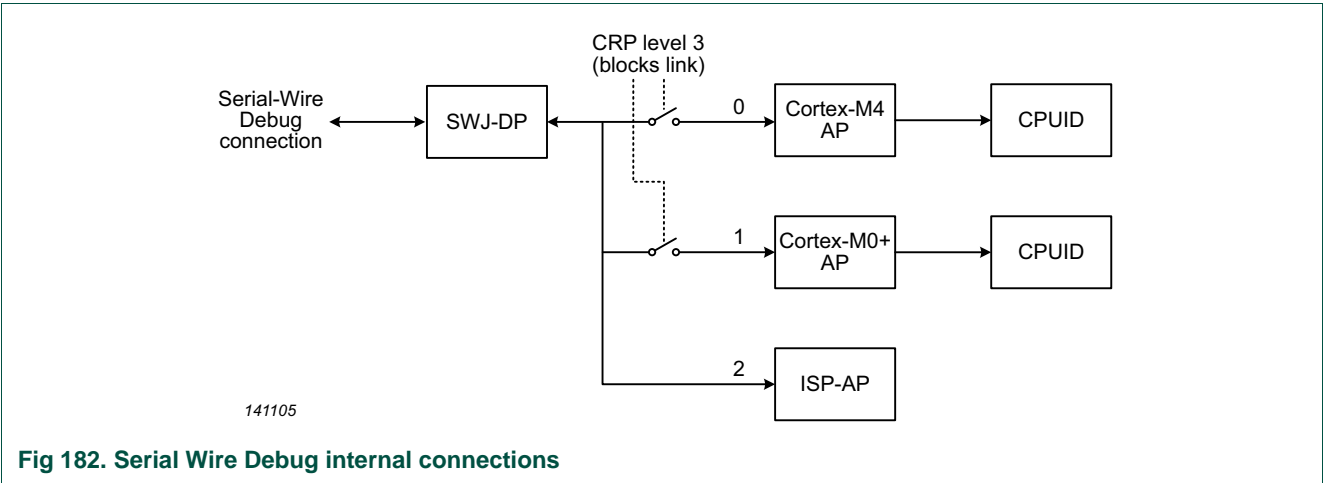 CRP level 3
(blocks link)
Serial-Wire
Debug
connection
SWJ-DP
0
Cortex-M4
AP
CPUID
1
Cortex-M0+
AP
CPUID
2
ISP-AP
141105
Fig 182. Serial Wire Debug internal connections